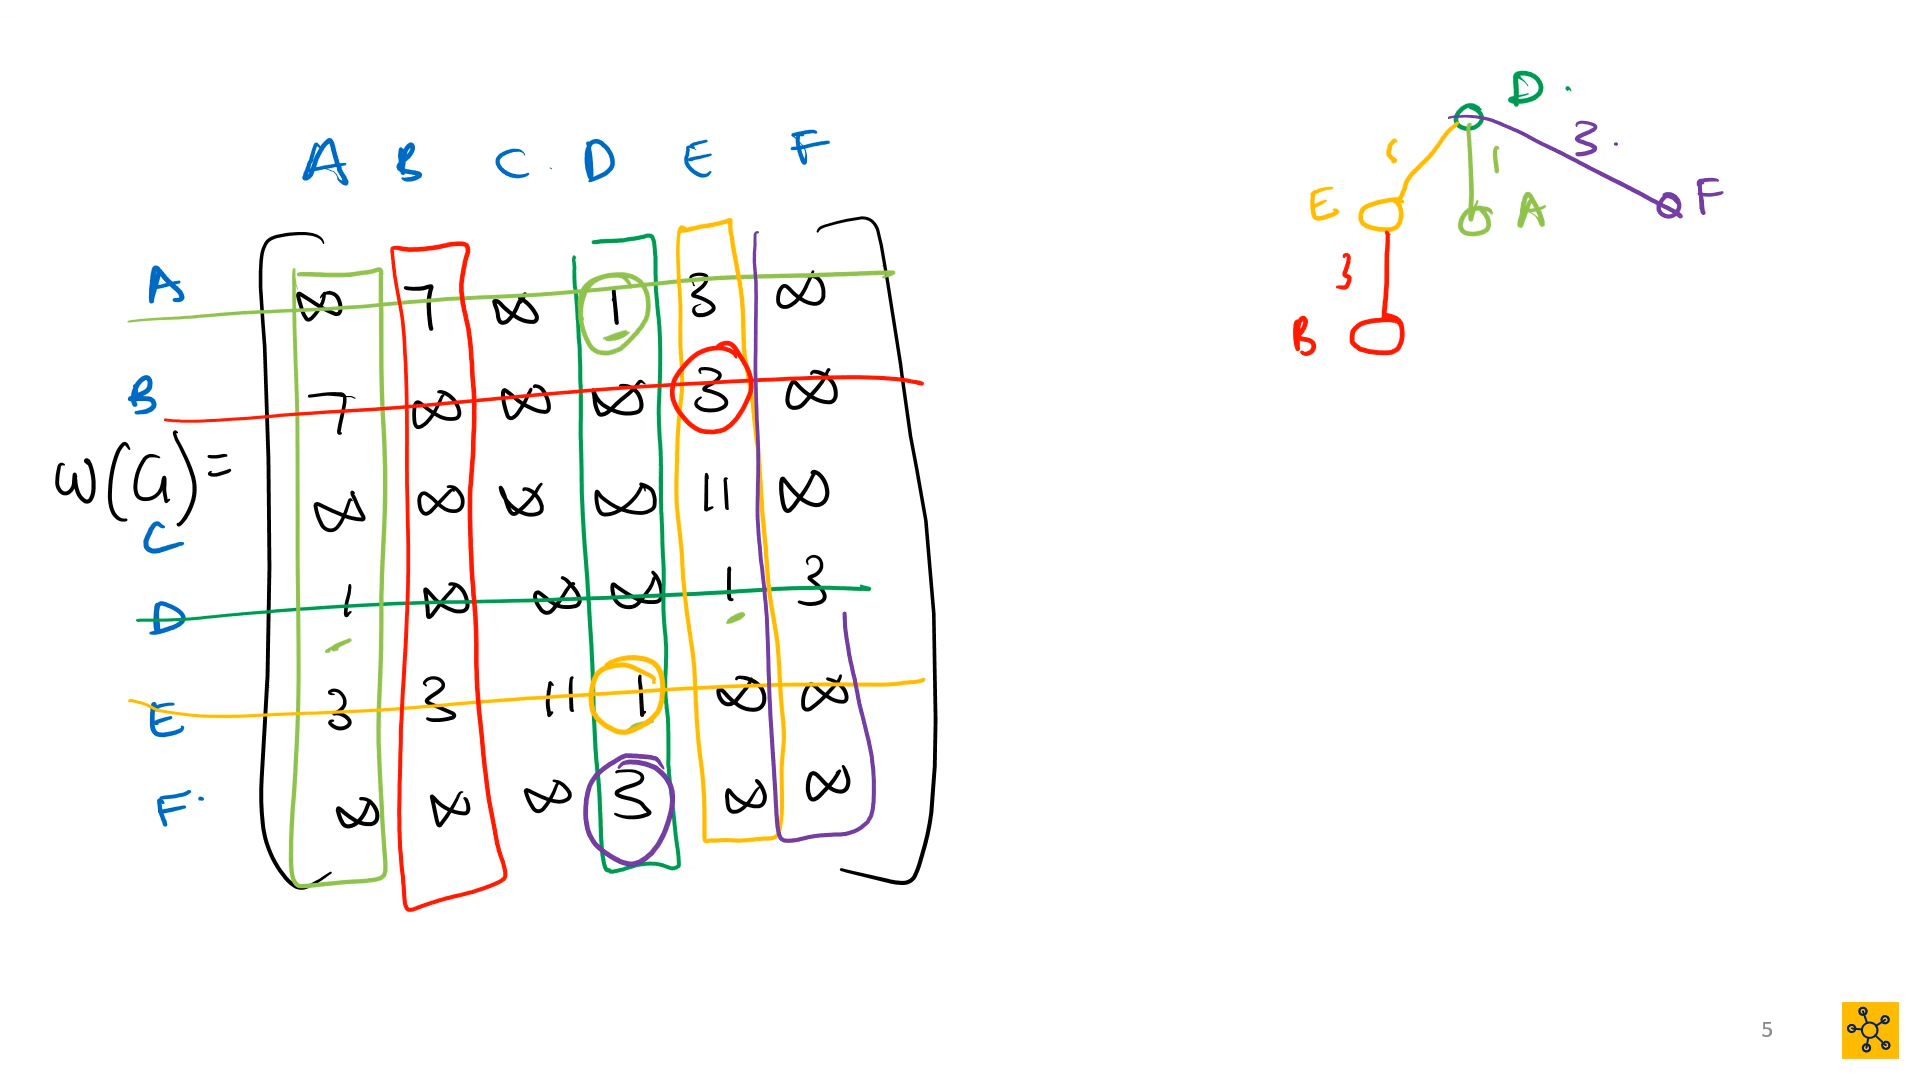 A B C. D E F
A ∞ 7 ∞ 1 3 ∞
B 7 ∞ ∞ ∞ 3 ∞
W(G)=
C ∞ ∞ ∞ ∞ 11 ∞
D 1 ∞ ∞ ∞ 1 3
E 3 3 11 1 ∞ ∞
F. ∞ ∞ ∞ 3 ∞ ∞
D.
1 1 3.
E A F
3
B
5